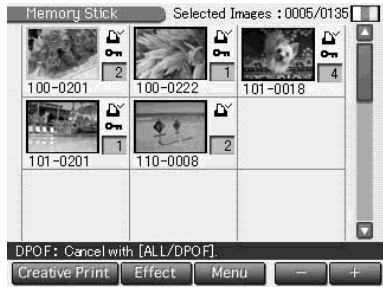 Memory Stick Selected Images : 0005/0135
2 1 4
100-0201 100-0222 101-0018
1 2
101-0201 110-0008
DPOF: Cancel with [ALL/DPOF].
Creative Print Effect Menu − +